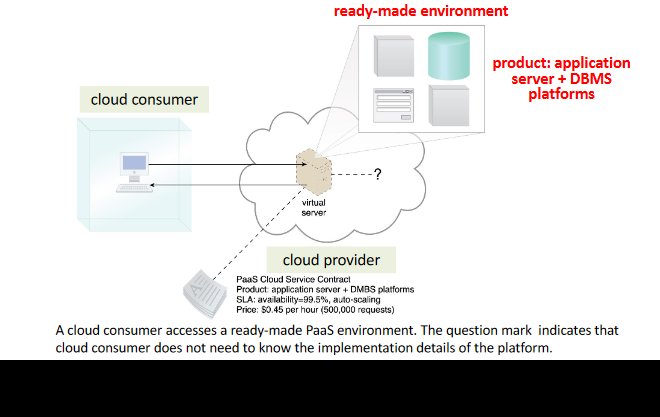 ready-made environment
product: application
server + DBMS
platforms
cloud consumer
?
virtual
server
cloud provider
PaaS Cloud Service Contract
Product: application server + DMBS platforms
SLA: availability=99.5%, auto-scaling
Price: $0.45 per hour (500,000 requests)
A cloud consumer accesses a ready-made PaaS environment. The question mark indicates that
cloud consumer does not need to know the implementation details of the platform.